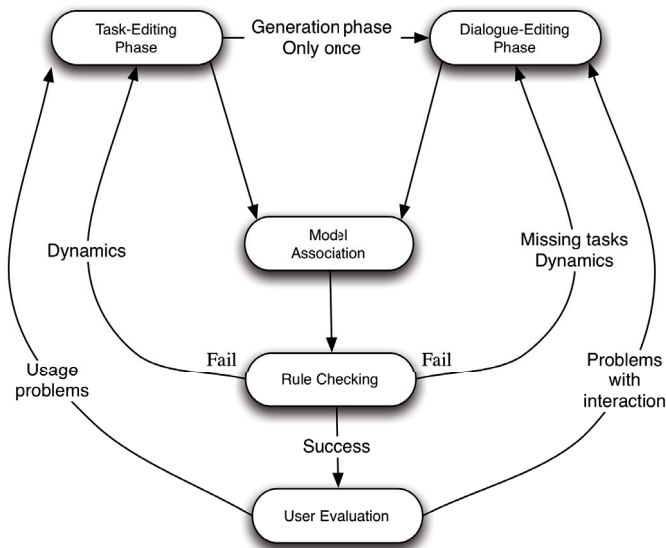 Task-Editing
Phase
Generation phase
Only once
Dialogue-Editing
Phase
Model
Association
Dynamics
Missing tasks
Dynamics
Fail
Fail
Rule Checking
Usage
problems
Problems
with
interaction
Success
User Evaluation